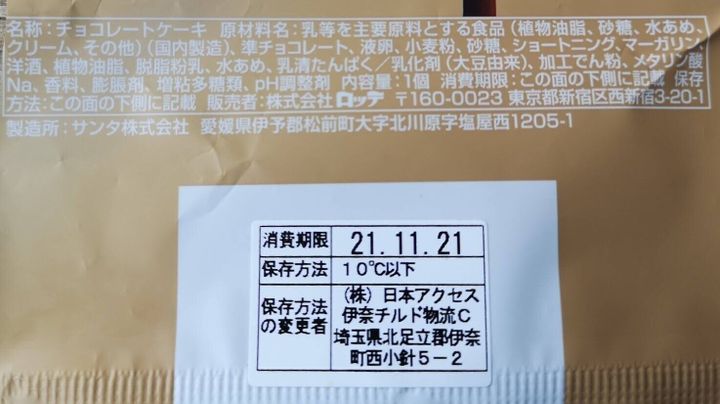 名称：チョコレートケーキ 原材料名：乳等を主要原料とする食品（植物油脂、砂糖、水あめ、
クリーム、その他）（国内製造）、準チョコレート、液卵、小麦粉、砂糖、ショートニング、マーガリン、
洋酒、植物油脂、脱脂粉乳、水あめ、乳清たんぱく／乳化剤（大豆由来）、加工でん粉、メタリン酸
Na、香料、膨脹剤、増粘多糖類、pH調整剤 内容量：1個 消費期限：この面の下側に記載 保存
方法：この面の下側に記載 販売者：株式会社 ロッテ 〒160-0023 東京都新宿区西新宿3-20-1
製造所：サンタ株式会社 愛媛県伊予郡松前町大字北川原字塩屋西1205-1
消費期限 21.11.21
保存方法 10℃以下
保存方法の変更者 （株）日本アクセス
伊奈チルド物流C
埼玉県北足立郡伊奈
町西小針5－2